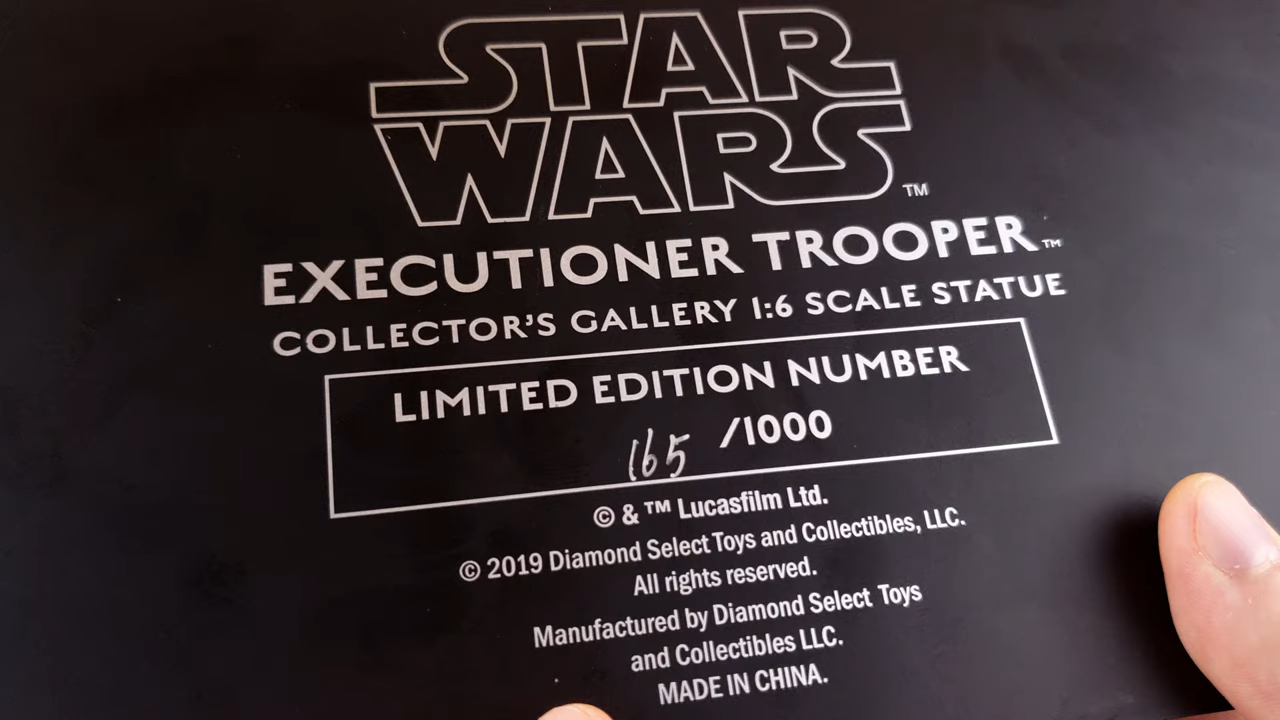 STAR
WARS ™
EXECUTIONER TROOPER™
COLLECTOR'S GALLERY 1:6 SCALE STATUE
LIMITED EDITION NUMBER
165 /1000
© & ™ Lucasfilm Ltd.
© 2019 Diamond Select Toys and Collectibles, LLC.
All rights reserved.
Manufactured by Diamond Select Toys
and Collectibles LLC.
MADE IN CHINA.